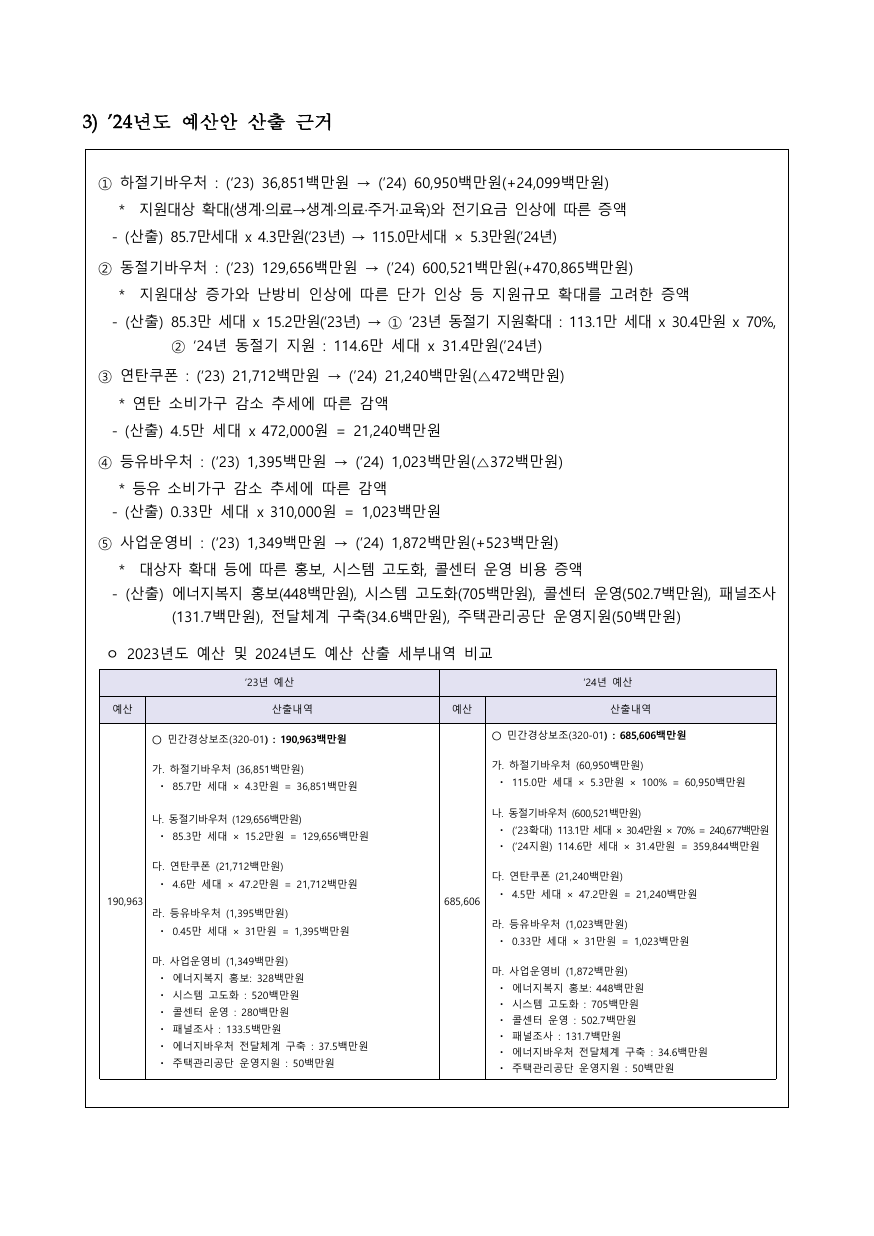 3) ’24년도 예산안 산출 근거
① 하절기바우처 : (‘23) 36,851백만원 → (‘24) 60,950백만원(+24,099백만원)
* 지원대상 확대(생계·의료→생계·의료·주거·교육)와 전기요금 인상에 따른 증액
- (산출) 85.7만세대 x 4.3만원(‘23년) → 115.0만세대 × 5.3만원(‘24년)
② 동절기바우처 : (‘23) 129,656백만원 → (‘24) 600,521백만원(+470,865백만원)
* 지원대상 증가와 난방비 인상에 따른 단가 인상 등 지원규모 확대를 고려한 증액
- (산출) 85.3만 세대 x 15.2만원(‘23년) → ① ’23년 동절기 지원확대 : 113.1만 세대 x 30.4만원 x 70%,
② ’24년 동절기 지원 : 114.6만 세대 x 31.4만원(‘24년)
③ 연탄쿠폰 : (‘23) 21,712백만원 → (‘24) 21,240백만원(△472백만원)
* 연탄 소비가구 감소 추세에 따른 감액
- (산출) 4.5만 세대 x 472,000원 = 21,240백만원
④ 등유바우처 : (‘23) 1,395백만원 → (‘24) 1,023백만원(△372백만원)
* 등유 소비가구 감소 추세에 따른 감액
- (산출) 0.33만 세대 x 310,000원 = 1,023백만원
⑤ 사업운영비 : (‘23) 1,349백만원 → (‘24) 1,872백만원(+523백만원)
* 대상자 확대 등에 따른 홍보, 시스템 고도화, 콜센터 운영 비용 증액
- (산출) 에너지복지 홍보(448백만원), 시스템 고도화(705백만원), 콜센터 운영(502.7백만원), 패널조사
(131.7백만원), 전달체계 구축(34.6백만원), 주택관리공단 운영지원(50백만원)
ㅇ 2023년도 예산 및 2024년도 예산 산출 세부내역 비교
‘23년 예산 ’24년 예산
예산 산출내역 예산 산출내역
190,963
○ 민간경상보조(320-01) : 190,963백만원
가. 하절기바우처 (36,851백만원)
・ 85.7만 세대 × 4.3만원 = 36,851백만원
나. 동절기바우처 (129,656백만원)
・ 85.3만 세대 × 15.2만원 = 129,656백만원
다. 연탄쿠폰 (21,712백만원)
・ 4.6만 세대 × 47.2만원 = 21,712백만원
라. 등유바우처 (1,395백만원)
・ 0.45만 세대 × 31만원 = 1,395백만원
마. 사업운영비 (1,349백만원)
・ 에너지복지 홍보: 328백만원
・ 시스템 고도화 : 520백만원
・ 콜센터 운영 : 280백만원
・ 패널조사 : 133.5백만원
・ 에너지바우처 전달체계 구축 : 37.5백만원
・ 주택관리공단 운영지원 : 50백만원
685,606
○ 민간경상보조(320-01) : 685,606백만원
가. 하절기바우처 (60,950백만원)
・ 115.0만 세대 × 5.3만원 × 100% = 60,950백만원
나. 동절기바우처 (600,521백만원)
・ (‘23확대) 113.1만 세대 × 30.4만원 × 70% = 240,677백만원
・ (‘24지원) 114.6만 세대 × 31.4만원 = 359,844백만원
다. 연탄쿠폰 (21,240백만원)
・ 4.5만 세대 × 47.2만원 = 21,240백만원
라. 등유바우처 (1,023백만원)
・ 0.33만 세대 × 31만원 = 1,023백만원
마. 사업운영비 (1,872백만원)
・ 에너지복지 홍보: 448백만원
・ 시스템 고도화 : 705백만원
・ 콜센터 운영 : 502.7백만원
・ 패널조사 : 131.7백만원
・ 에너지바우처 전달체계 구축 : 34.6백만원
・ 주택관리공단 운영지원 : 50백만원